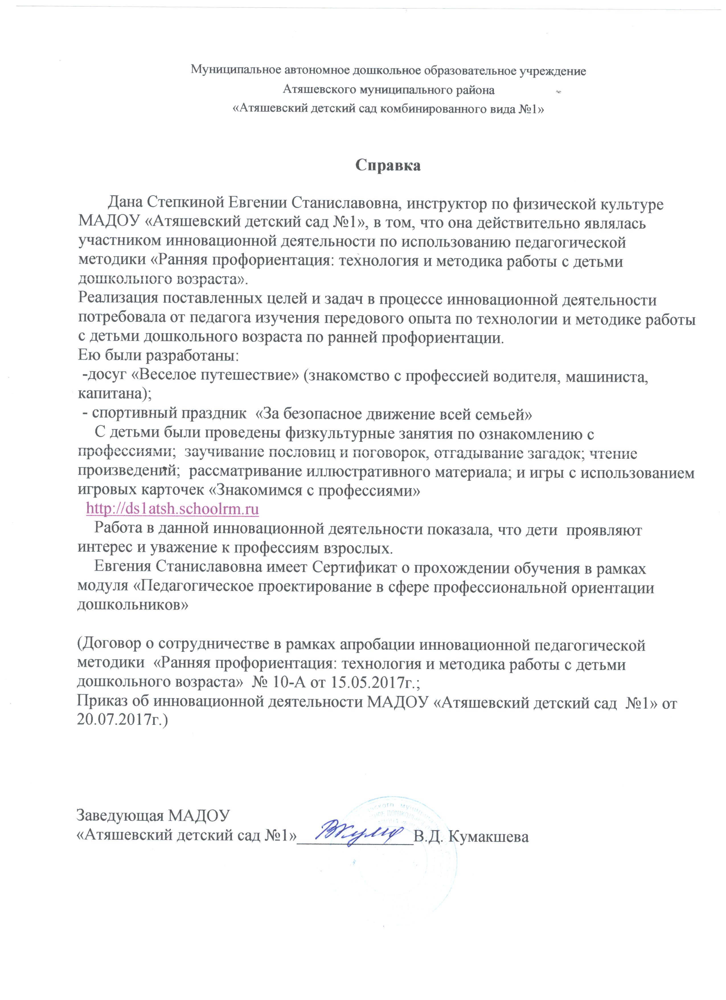 Муниципальное автономное дошкольное образовательное учреждение
Атяшевского муниципального района
«Атяшевский детский сад комбинированного вида №1»
Справка
Дана Степкиной Евгении Станиславовна, инструктор по физической культуре
МАДОУ «Атяшевский детский сад №1», в том, что она действительно являлась
участником инновационной деятельности по использованию педагогической
методики «Ранняя профориентация: технология и методика работы с детьми
дошкольного возраста».
Реализация поставленных целей и задач в процессе инновационной деятельности
потребовала от педагога изучения передового опыта по технологии и методике работы
с детьми дошкольного возраста по ранней профориентации.
Ею были разработаны:
-досуг «Веселое путешествие» (знакомство с профессией водителя, машиниста,
капитана);
- спортивный праздник «За безопасное движение всей семьей»
С детьми были проведены физкультурные занятия по ознакомлению с
профессиями; заучивание пословиц и поговорок, отгадывание загадок; чтение
произведений; рассматривание иллюстративного материала; и игры с использованием
игровых карточек «Знакомимся с профессиями»
http://ds1atsh.schoolrm.ru
Работа в данной инновационной деятельности показала, что дети проявляют
интерес и уважение к профессиям взрослых.
Евгения Станиславовна имеет Сертификат о прохождении обучения в рамках
модуля «Педагогическое проектирование в сфере профессиональной ориентации
дошкольников»
(Договор о сотрудничестве в рамках апробации инновационной педагогической
методики «Ранняя профориентация: технология и методика работы с детьми
дошкольного возраста» № 10-А от 15.05.2017г.;
Приказ об инновационной деятельности МАДОУ «Атяшевский детский сад №1» от
20.07.2017г.)
Заведующая МАДОУ
«Атяшевский детский сад №1»______________В.Д. Кумакшева